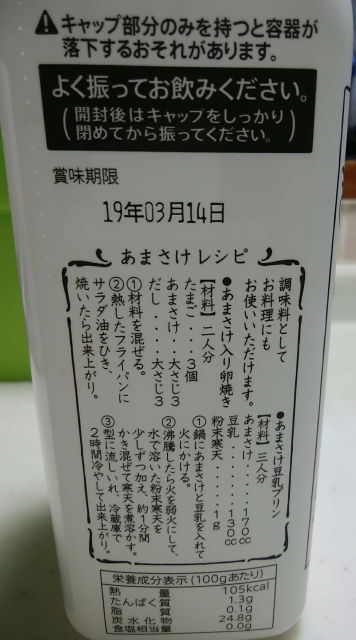 ⚠キャップ部分のみを持つと容器が
落下するおそれがあります。
よく振ってお飲みください。
(開封後はキャップをしっかり
閉めてから振ってください。)
賞味期限
19年03月14日
あまさけレシピ
調味料として
お料理にも
お使いいただけます。
●あまさけ入り卵焼き
【材料】二人分
たまご・・・3個
あまさけ・・大さじ3
だし・・・・大さじ3
①材料を混ぜる。
②熱したフライパンに
サラダ油をひき、
焼いたら出来上がり。
●あまさけ豆乳プリン
【材料】三人分
あまさけ・・・・・170cc
豆乳・・・・・・・130cc
粉末寒天・・・・・・1g
①鍋にあまさけと豆乳を入れて
火にかける。
②沸騰したら火を弱火にして、
水で溶いた粉末寒天を
少しずつ加え、約1分間
かき混ぜて寒天を煮溶かす。
③型に流しいれ、冷蔵庫で
2時間冷やして出来上がり。
栄養成分表示(100gあたり)
熱量 105kcal
たんぱく質 1.3g
脂質 0.1g
炭水化物 24.8g
食塩相当量 0.0g